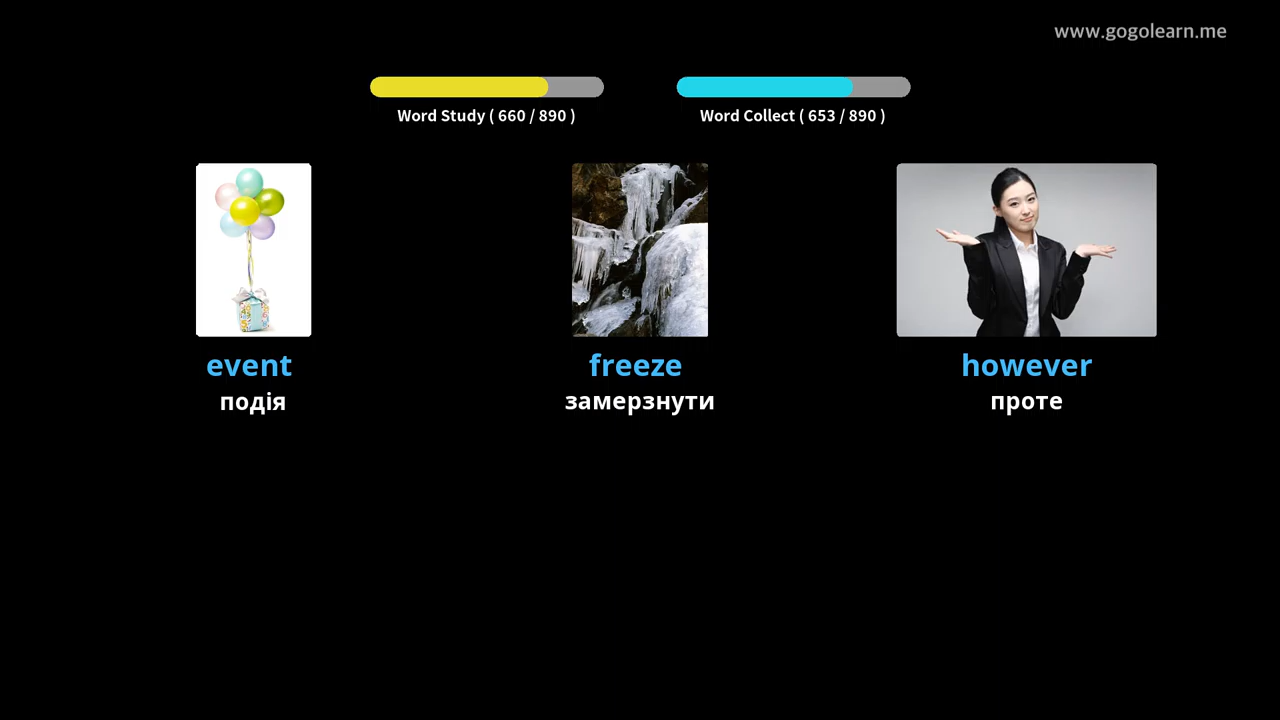 www.gogolearn.me
Word Study ( 660 / 890 )
Word Collect ( 653 / 890 )
event
freeze
however
подія
замерзнути
проте